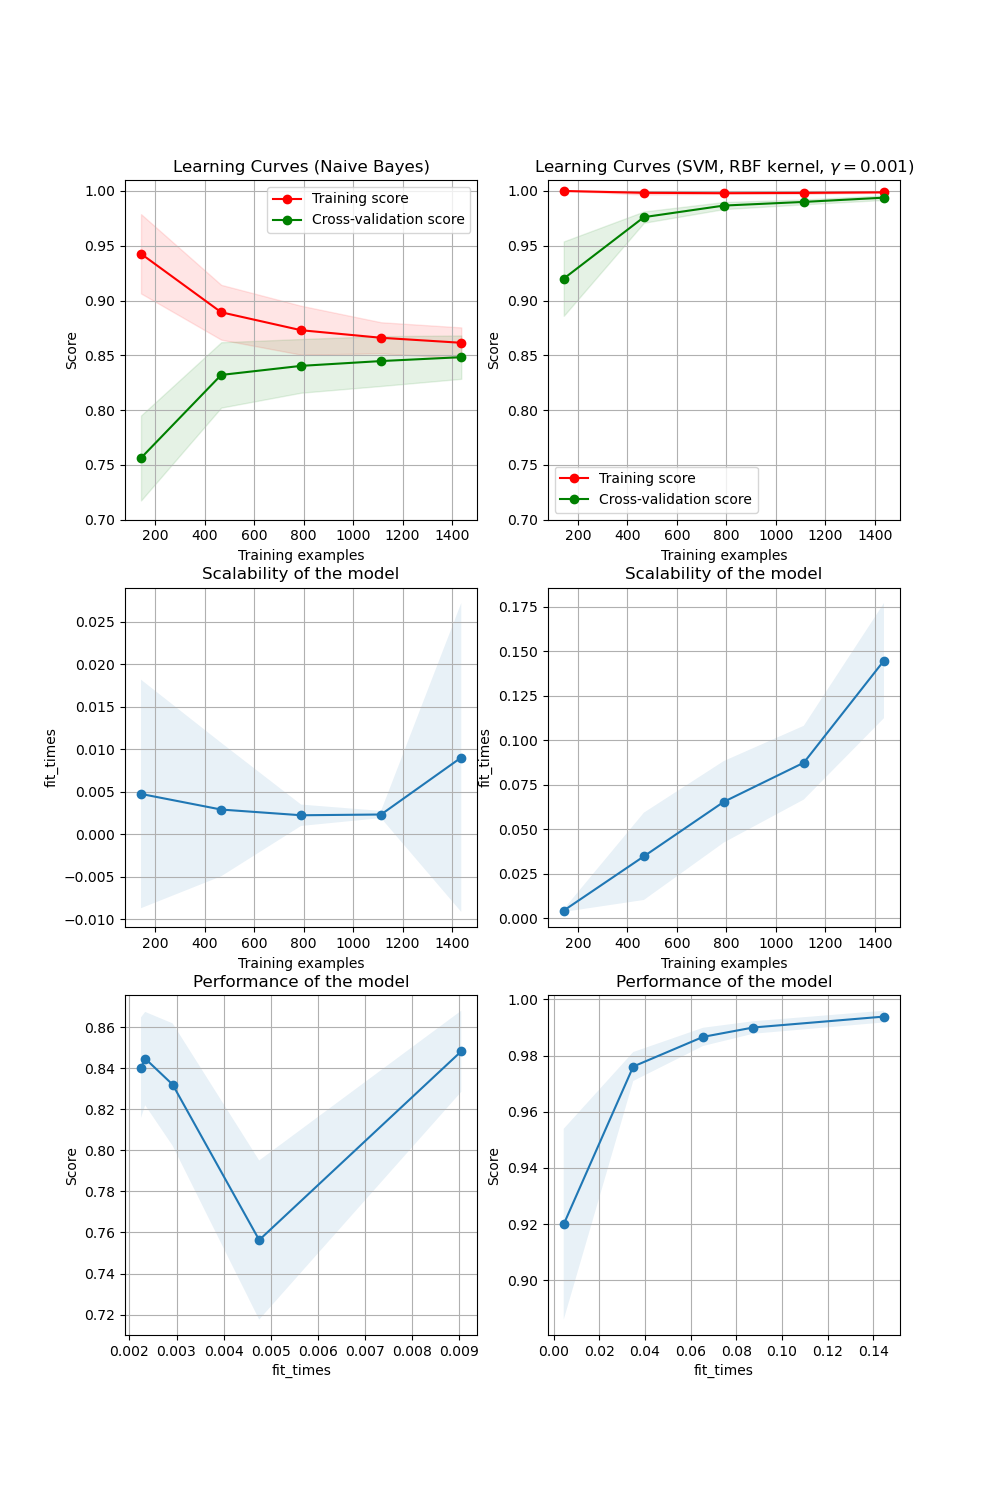 Learning Curves (Naive Bayes)
Score
1.00
0.95
0.90
0.85
0.80
0.75
0.70
Training score
Cross-validation score
200 400 600 800 1000 1200 1400
Training examples
Learning Curves (SVM, RBF kernel, γ = 0.001)
Score
1.00
0.95
0.90
0.85
0.80
0.75
0.70
Training score
Cross-validation score
200 400 600 800 1000 1200 1400
Training examples
Scalability of the model
fit_times
0.025
0.020
0.015
0.010
0.005
0.000
−0.005
−0.010
200 400 600 800 1000 1200 1400
Training examples
Scalability of the model
fit_times
0.175
0.150
0.125
0.100
0.075
0.050
0.025
0.000
200 400 600 800 1000 1200 1400
Training examples
Performance of the model
Score
0.86
0.84
0.82
0.80
0.78
0.76
0.74
0.72
0.002 0.003 0.004 0.005 0.006 0.007 0.008 0.009
fit_times
Performance of the model
Score
1.00
0.98
0.96
0.94
0.92
0.90
0.00 0.02 0.04 0.06 0.08 0.10 0.12 0.14
fit_times